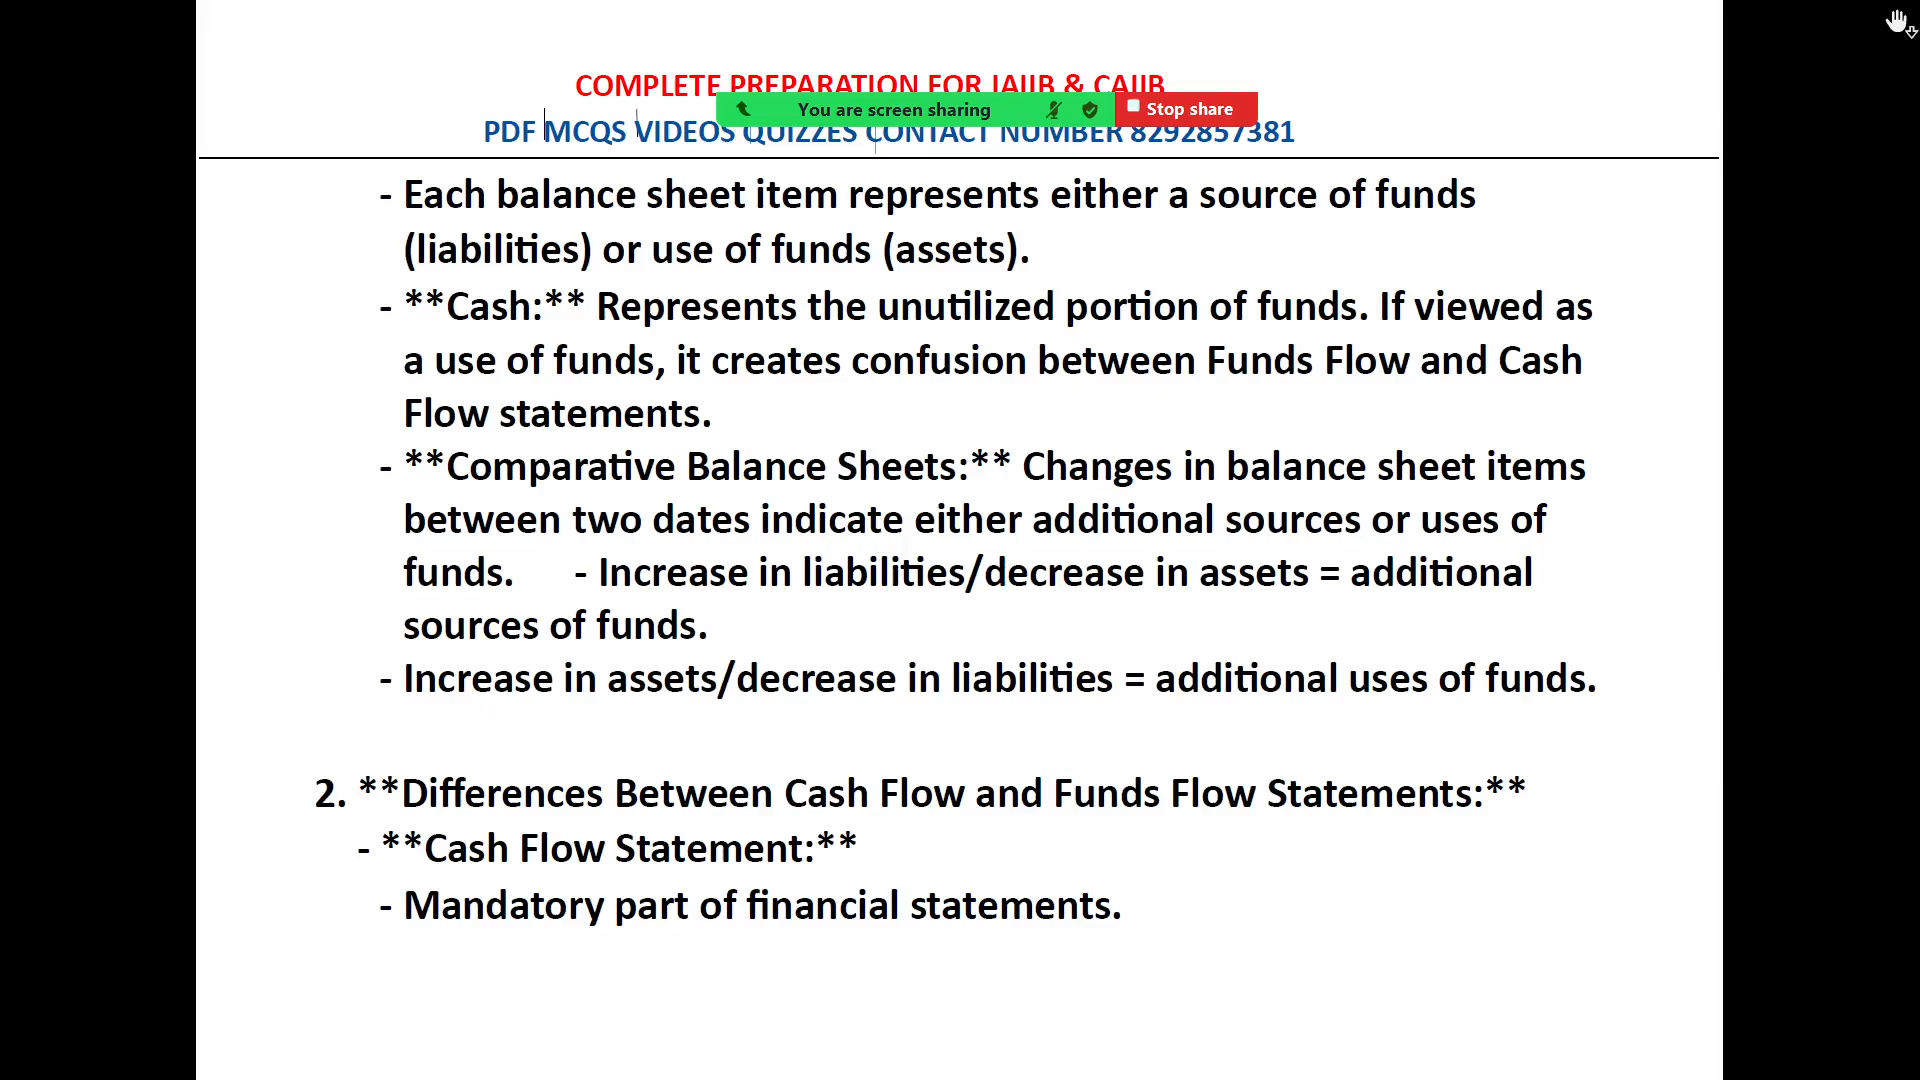 COMPLETE PREPARATION FOR JAIIB & CAIIB
You are screen sharing Stop share
PDF MCQS VIDEOS QUIZZES CONTACT NUMBER 8292857381
- Each balance sheet item represents either a source of funds
(liabilities) or use of funds (assets).
- **Cash:** Represents the unutilized portion of funds. If viewed as
a use of funds, it creates confusion between Funds Flow and Cash
Flow statements.
- **Comparative Balance Sheets:** Changes in balance sheet items
between two dates indicate either additional sources or uses of
funds. - Increase in liabilities/decrease in assets = additional
sources of funds.
- Increase in assets/decrease in liabilities = additional uses of funds.
2. **Differences Between Cash Flow and Funds Flow Statements:**
- **Cash Flow Statement:**
- Mandatory part of financial statements.